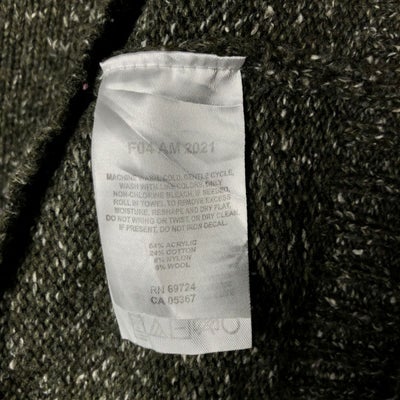 F04 AM 2021
MACHINE WASH, COLD, GENTLE CYCLE,
WASH WITH LIKE COLORS. ONLY
NON-CHLORINE BLEACH, IF NEEDED,
ROLL IN TOWEL TO REMOVE EXCESS
MOISTURE, RESHAPE AND DRY FLAT.
DO NOT WRING OR TWIST, OR DRY CLEAN.
IF PRESENT, DO NOT IRON DECAL.
64% ACRYLIC
24% COTTON
6% NYLON
6% WOOL
RN 69724
CA 05367